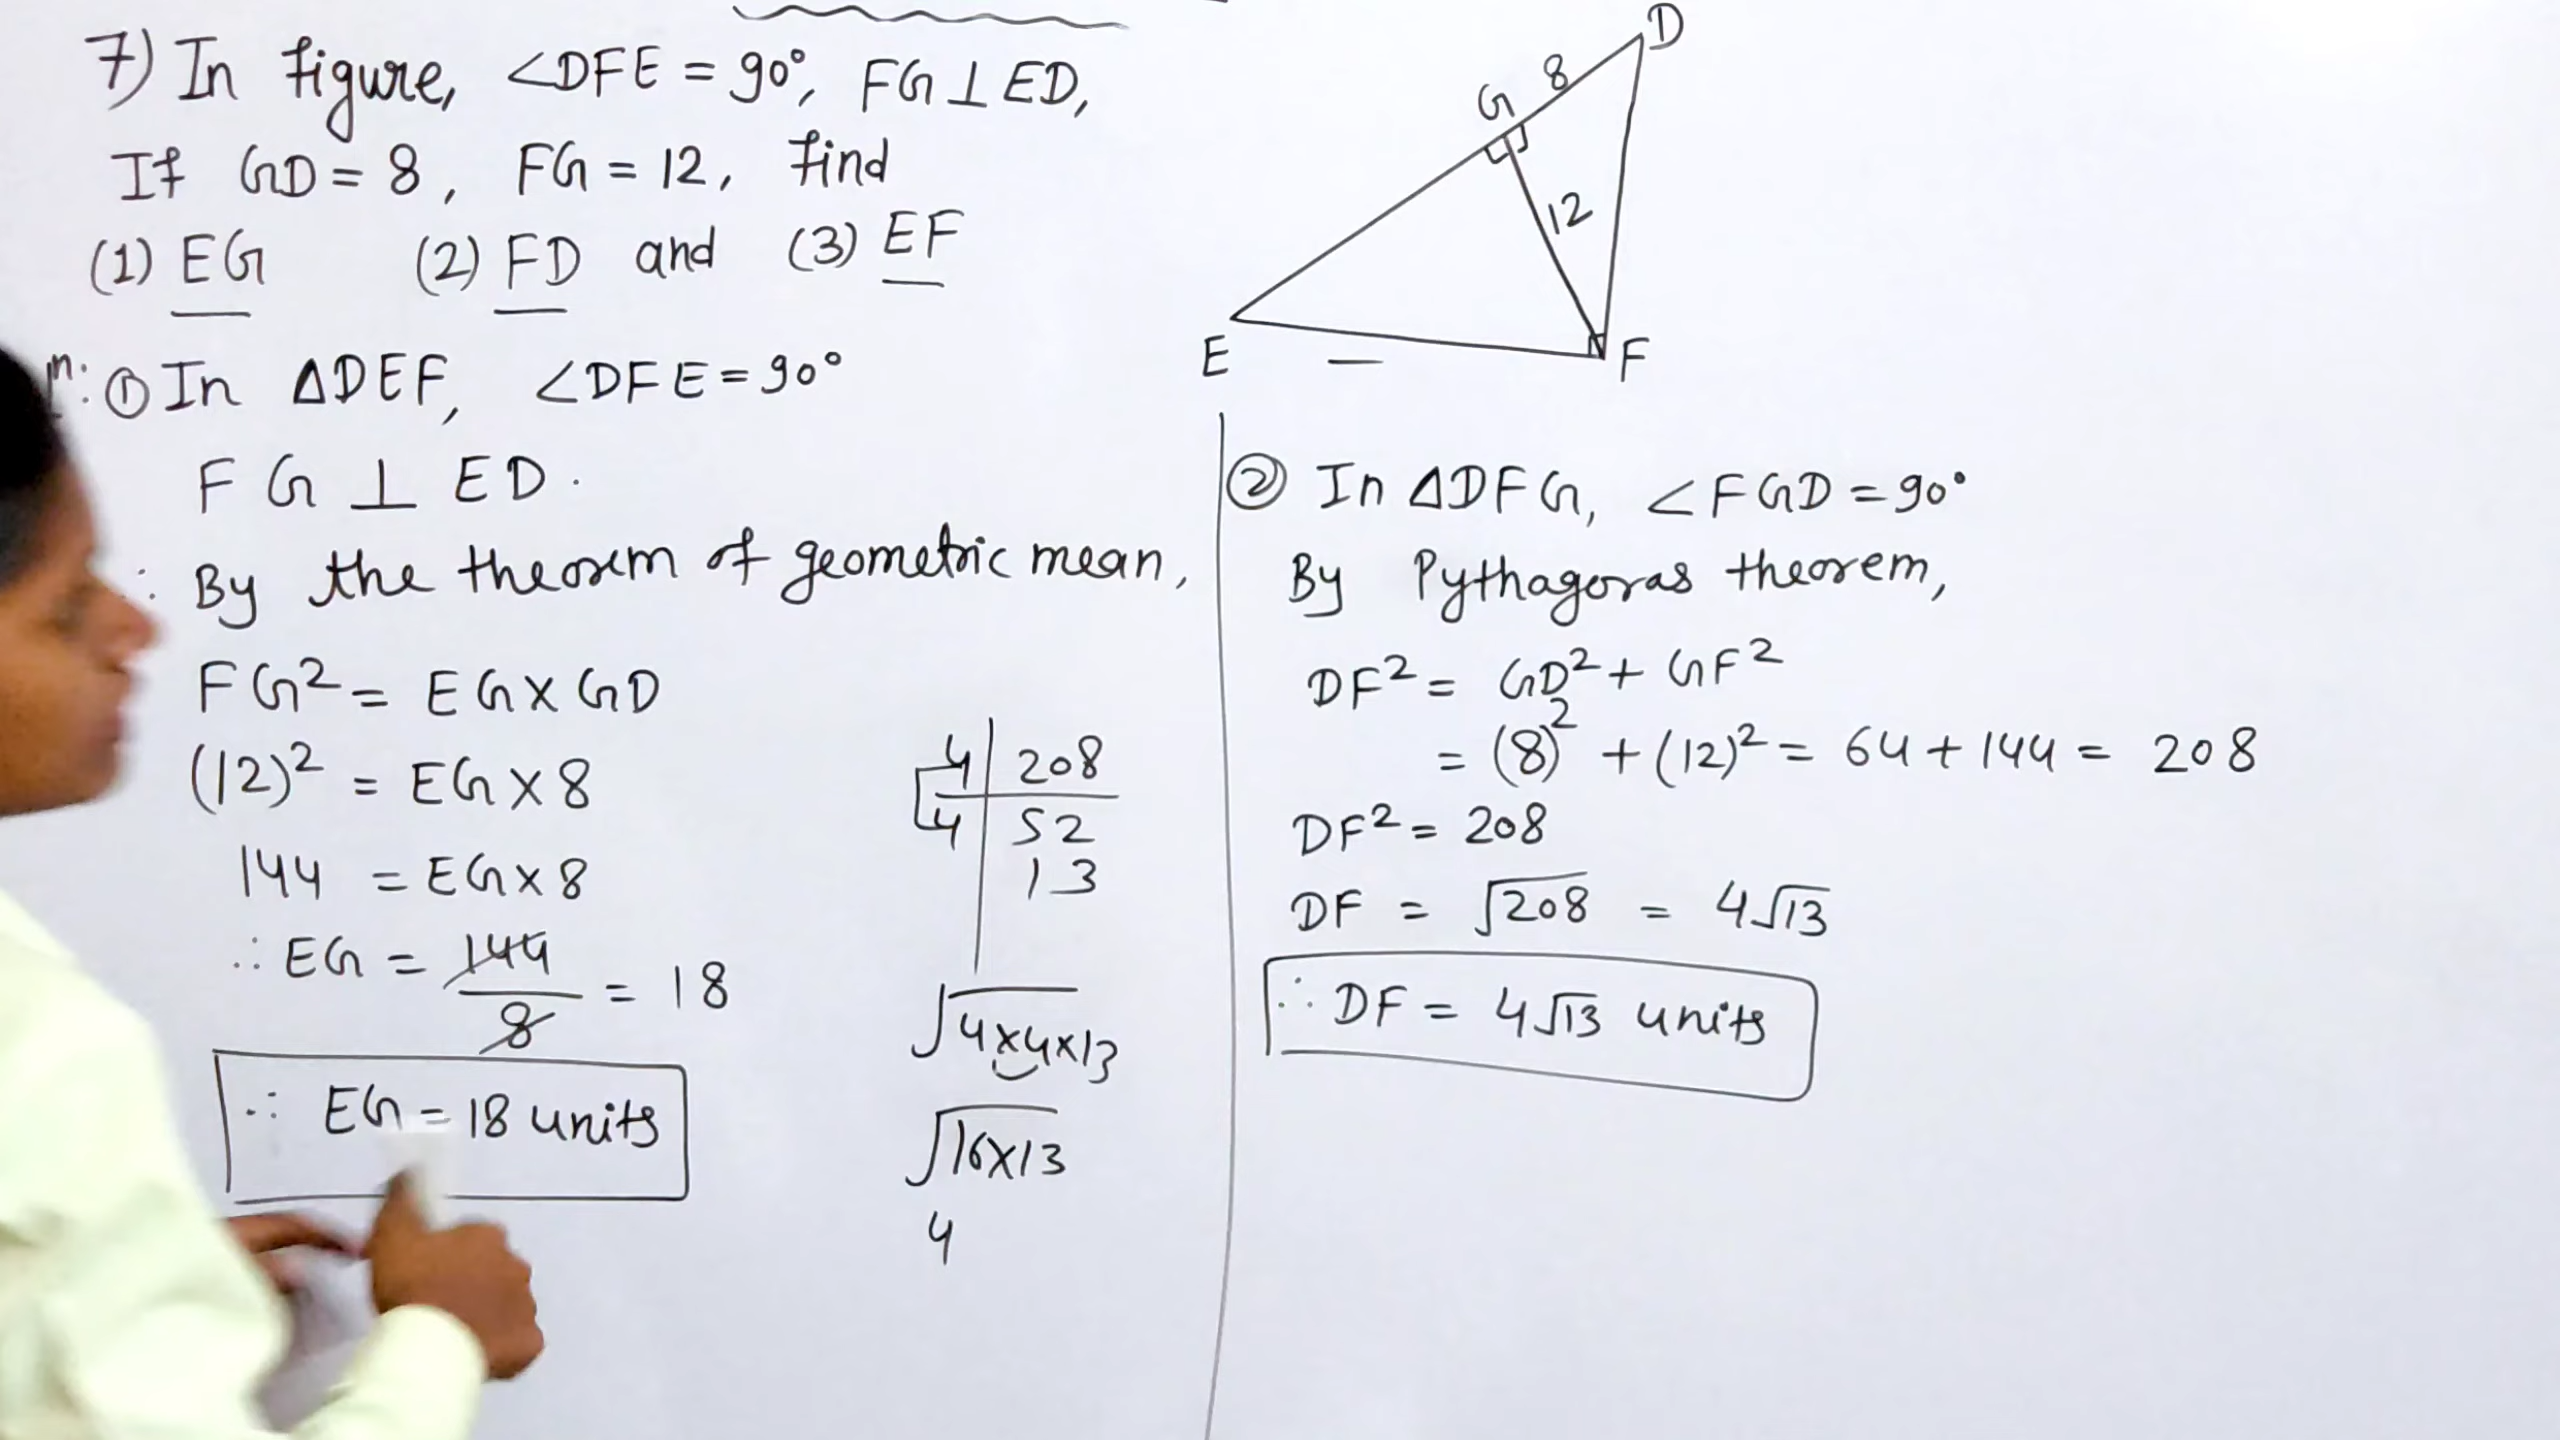 7) In figure, ∠DFE = 90°, FG ⊥ ED,
If GD = 8, FG = 12, find
(1) EG (2) FD and (3) EF
D
8
G
12
E
F
n: ① In ΔDEF, ∠DFE = 90°
FG ⊥ ED.
∴ By the theorem of geometric mean,
FG² = EG × GD
(12)² = EG × 8
144 = EG × 8
∴ EG = 144/8 = 18
∴ EG = 18 units
4 | 208
4 | 52
13
√4×4×13
√16×13
4
② In ΔDFG, ∠FGD = 90°
By Pythagoras theorem,
DF² = GD² + GF²
= (8)² + (12)² = 64 + 144 = 208
DF² = 208
DF = √208 = 4√13
∴ DF = 4√13 units